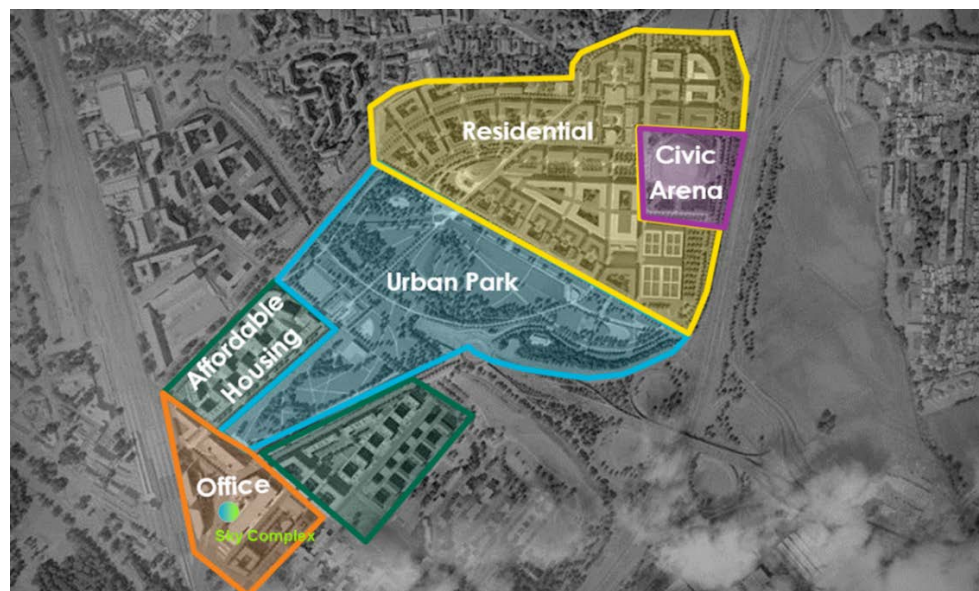 Residential
Civic
Arena
Urban Park
Affordable
Housing
Office
Sky Complex